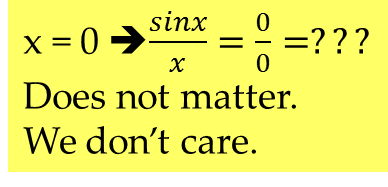 x = 0 ➔ sinx/x = 0/0 =???
Does not matter.
We don't care.